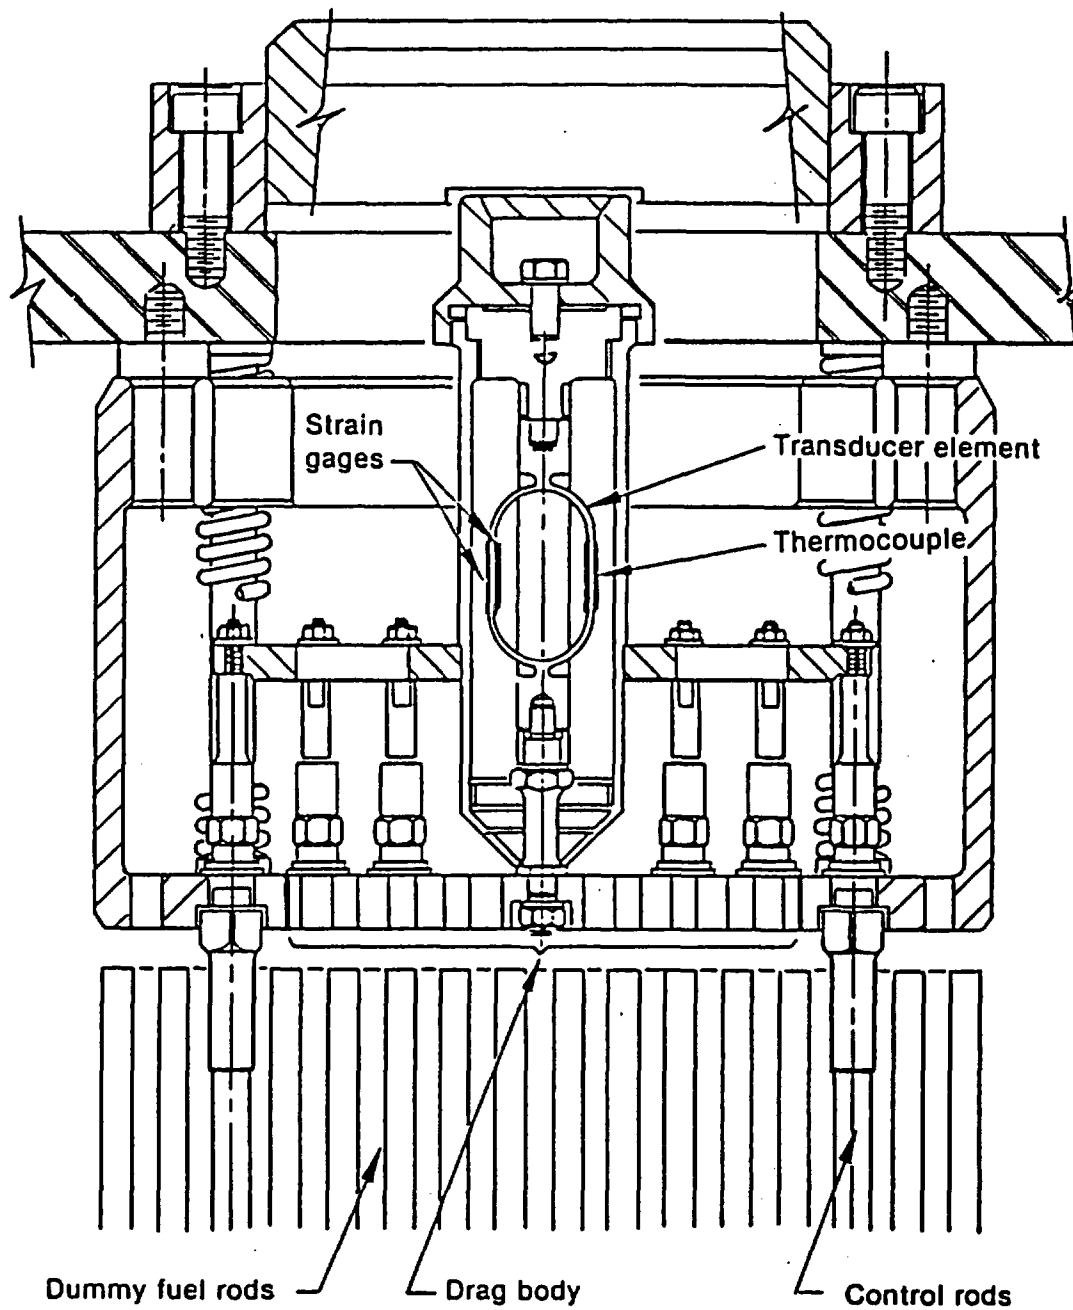 Strain
gages
Transducer element
Thermocouple
Dummy fuel rods
Drag body
Control rods